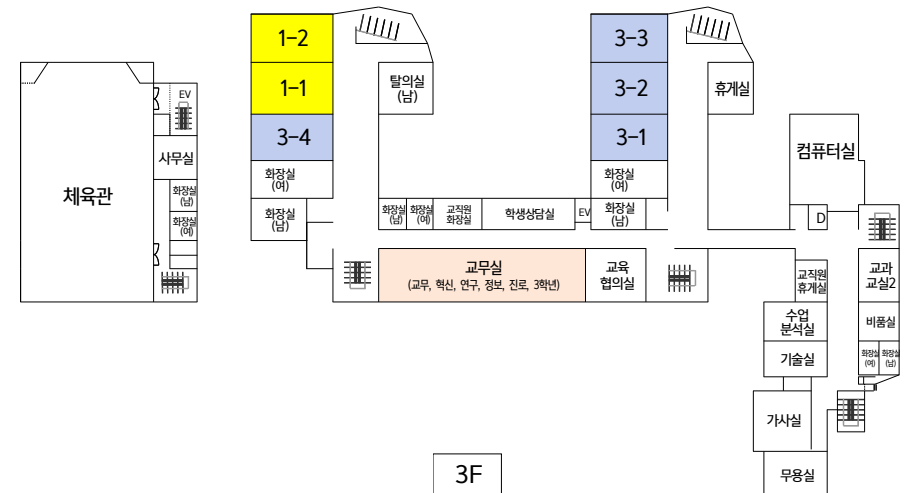 1-2
1-1
3-4
화장실
(여)
화장실
(남)
탈의실
(남)
3-3
3-2
3-1
화장실
(여)
화장실
(남)
휴게실
컴퓨터실
D
체육관
EV
사무실
화장실
(남)
화장실
(여)
화장실
(남)
화장실
(여)
교직원
화장실
학생상담실
EV
교무실
(교무, 혁신, 연구, 정보, 진로, 3학년)
교육
협의실
교직원
휴게실
수업
분석실
기술실
가사실
무용실
교과
교실2
비품실
화장실
(여)
화장실
(남)
3F